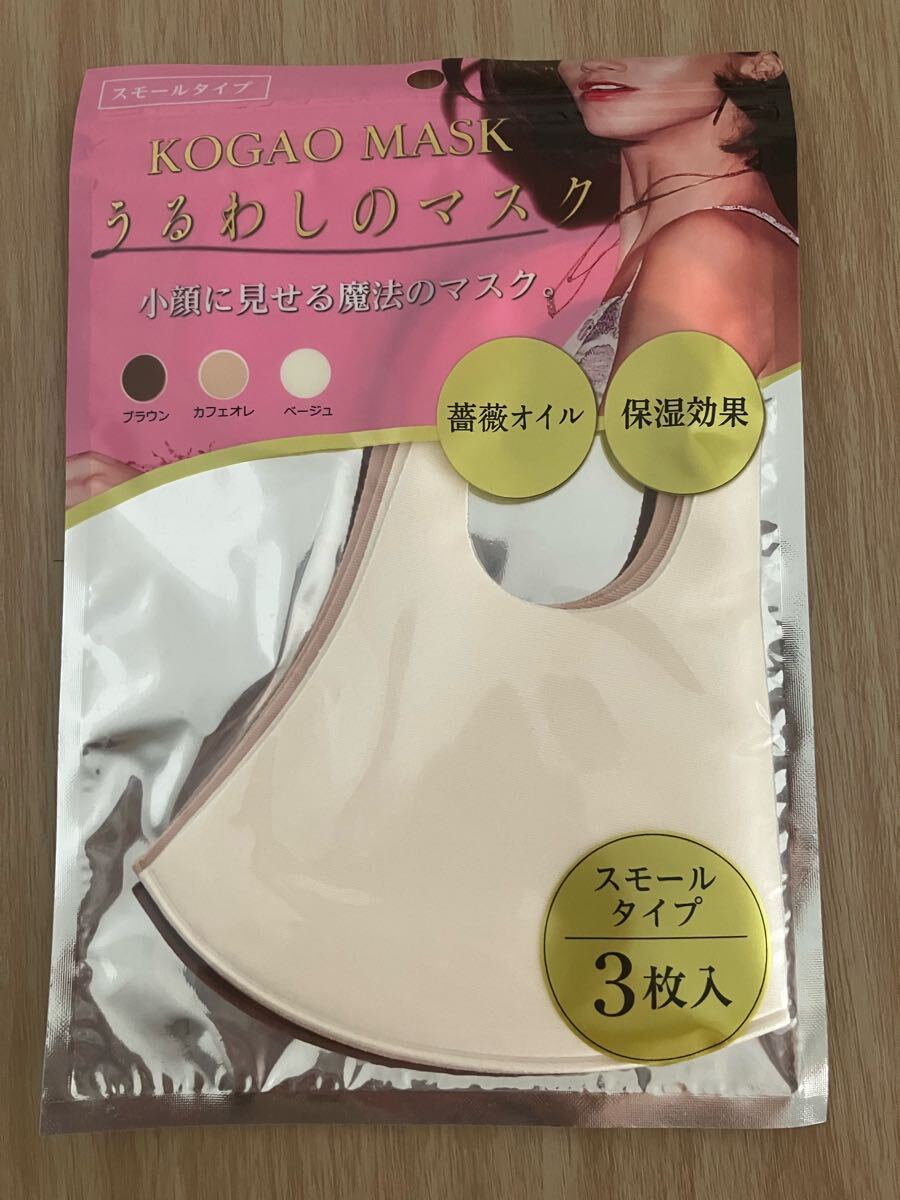 スモールタイプ
KOGAO MASK
うるわしのマスク
小顔に見せる魔法のマスク。
ブラウン
カフェオレ
ベージュ
薔薇オイル
保湿効果
スモール
タイプ
3枚入